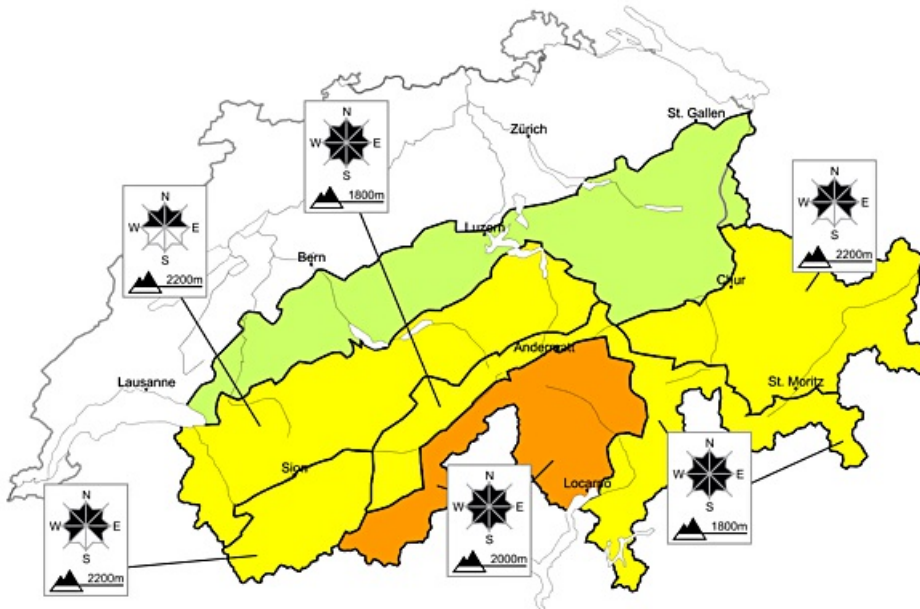 St. Gallen
Zürich
N
W E
S
1800m
N
W E
S
2200m
N
W E
S
2200m
Luzern
Bern
Chur
Andermatt
Lausanne
St. Moritz
Sion
Locarno
N
W E
S
1800m
N
W E
S
2000m
N
W E
S
2200m